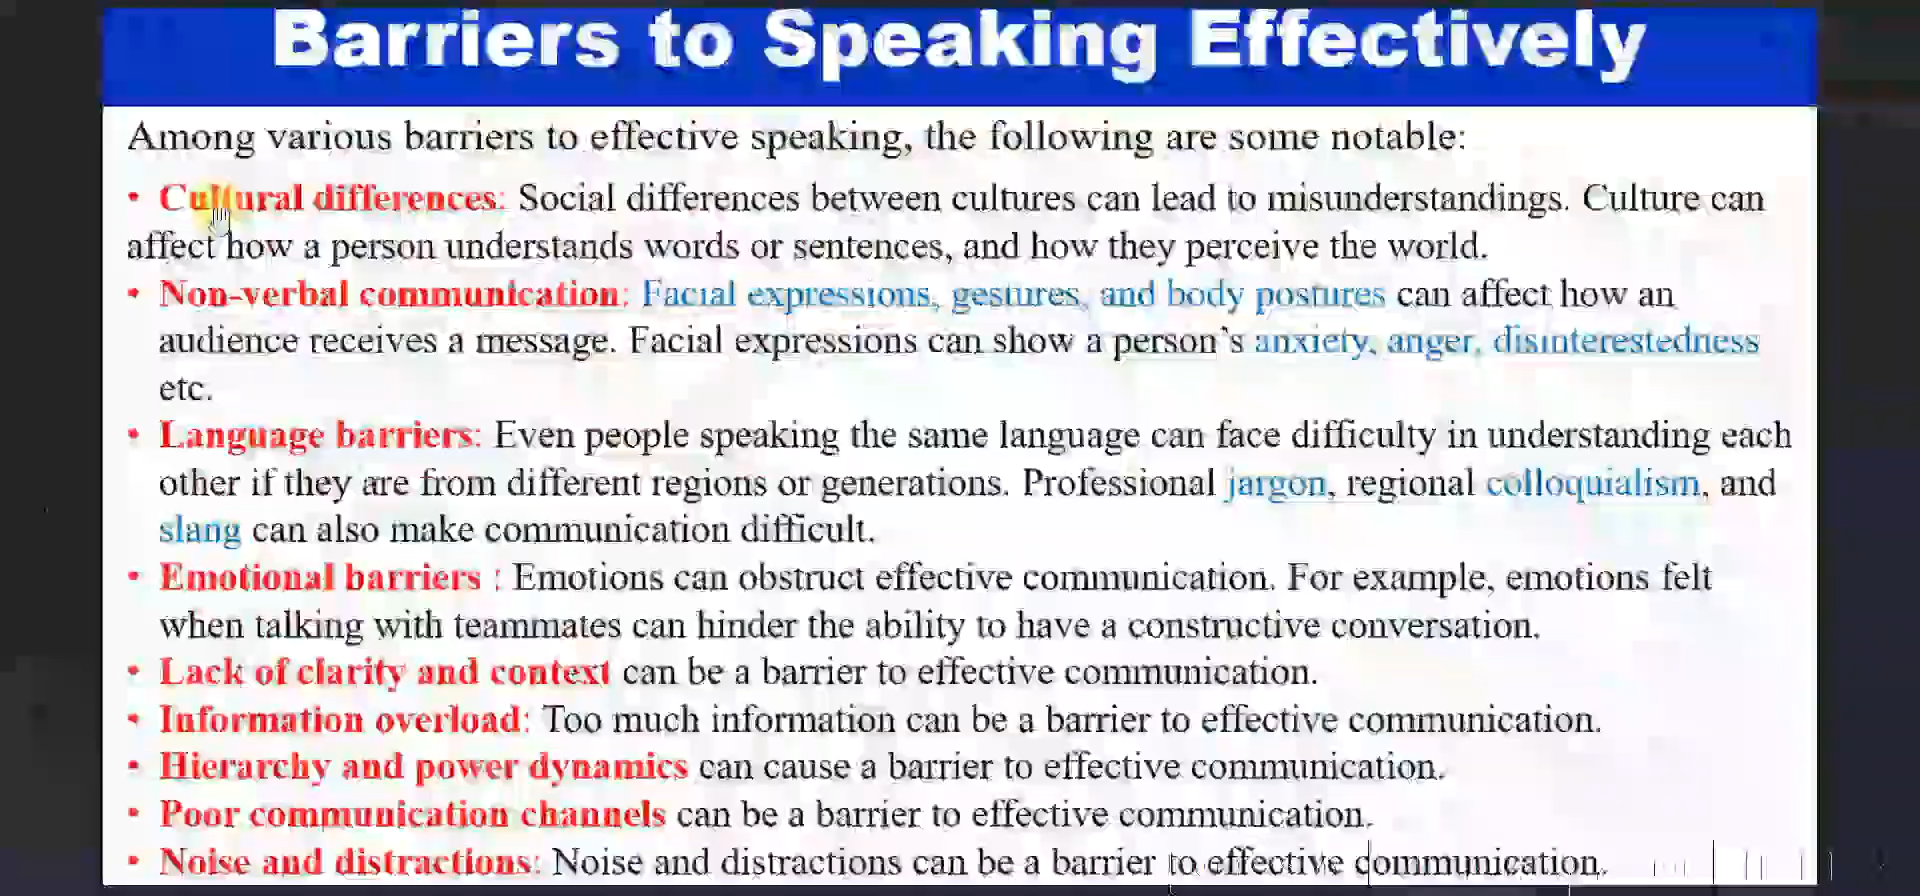 Barriers to Speaking Effectively
Among various barriers to effective speaking, the following are some notable:
• Cultural differences: Social differences between cultures can lead to misunderstandings. Culture can
affect how a person understands words or sentences, and how they perceive the world.
• Non-verbal communication: Facial expressions, gestures, and body postures can affect how an
audience receives a message. Facial expressions can show a person's anxiety, anger, disinterestedness
etc.
• Language barriers: Even people speaking the same language can face difficulty in understanding each
other if they are from different regions or generations. Professional jargon, regional colloquialism, and
slang can also make communication difficult.
• Emotional barriers : Emotions can obstruct effective communication. For example, emotions felt
when talking with teammates can hinder the ability to have a constructive conversation.
• Lack of clarity and context can be a barrier to effective communication.
• Information overload: Too much information can be a barrier to effective communication.
• Hierarchy and power dynamics can cause a barrier to effective communication.
• Poor communication channels can be a barrier to effective communication.
• Noise and distractions: Noise and distractions can be a barrier to effective communication.